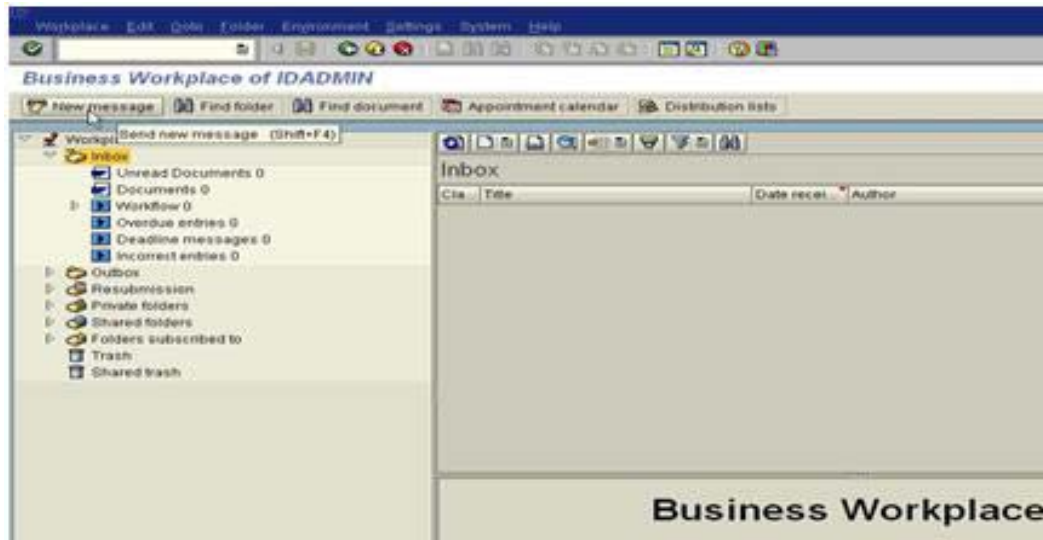 Workplace Edit Goto Folder Environment Settings System Help
Business Workplace of IDADMIN
New message Find folder Find document Appointment calendar Distribution lists
Send new message (Shift+F4)
Inbox
Unread Documents 0
Documents 0
Workflow 0
Overdue entries 0
Deadline messages 0
Incorrect entries 0
Outbox
Resubmission
Private folders
Shared folders
Folders subscribed to
Trash
Shared trash
Inbox
Cla... Title Date recei... Author
Business Workplace